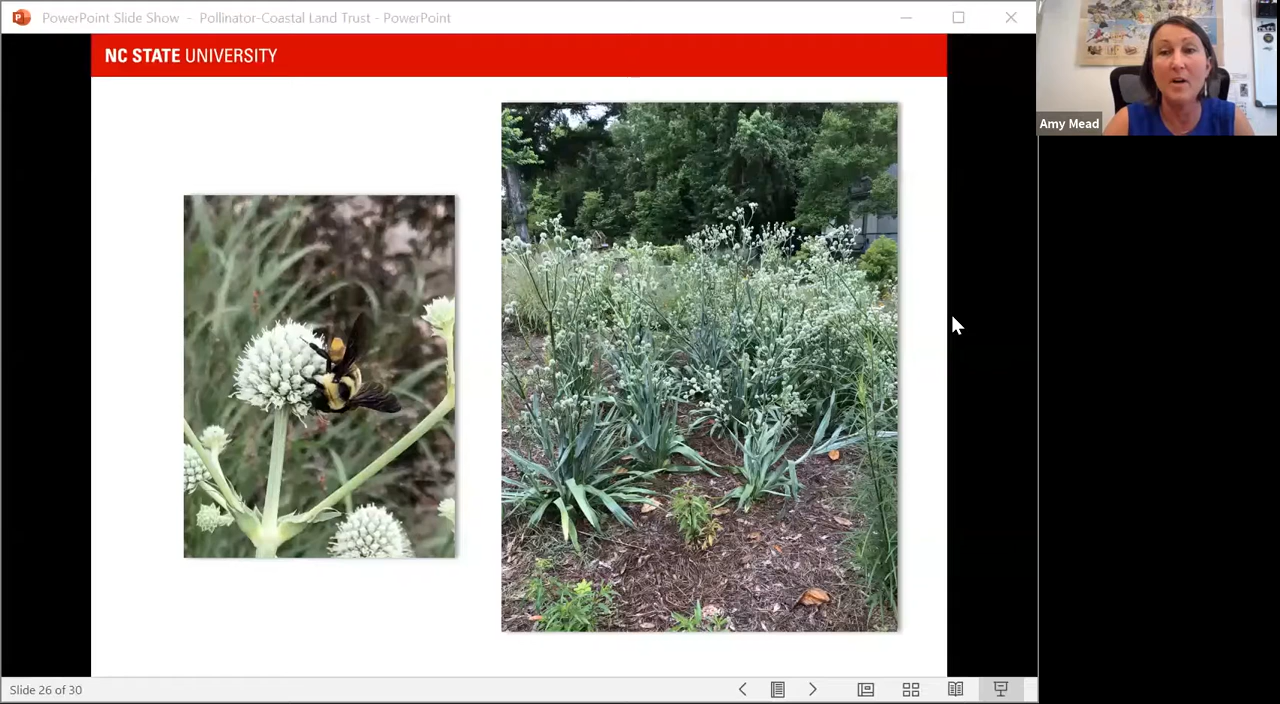 PowerPoint Slide Show - Pollinator-Coastal Land Trust - PowerPoint
NC STATE UNIVERSITY
Amy Mead
Slide 26 of 30